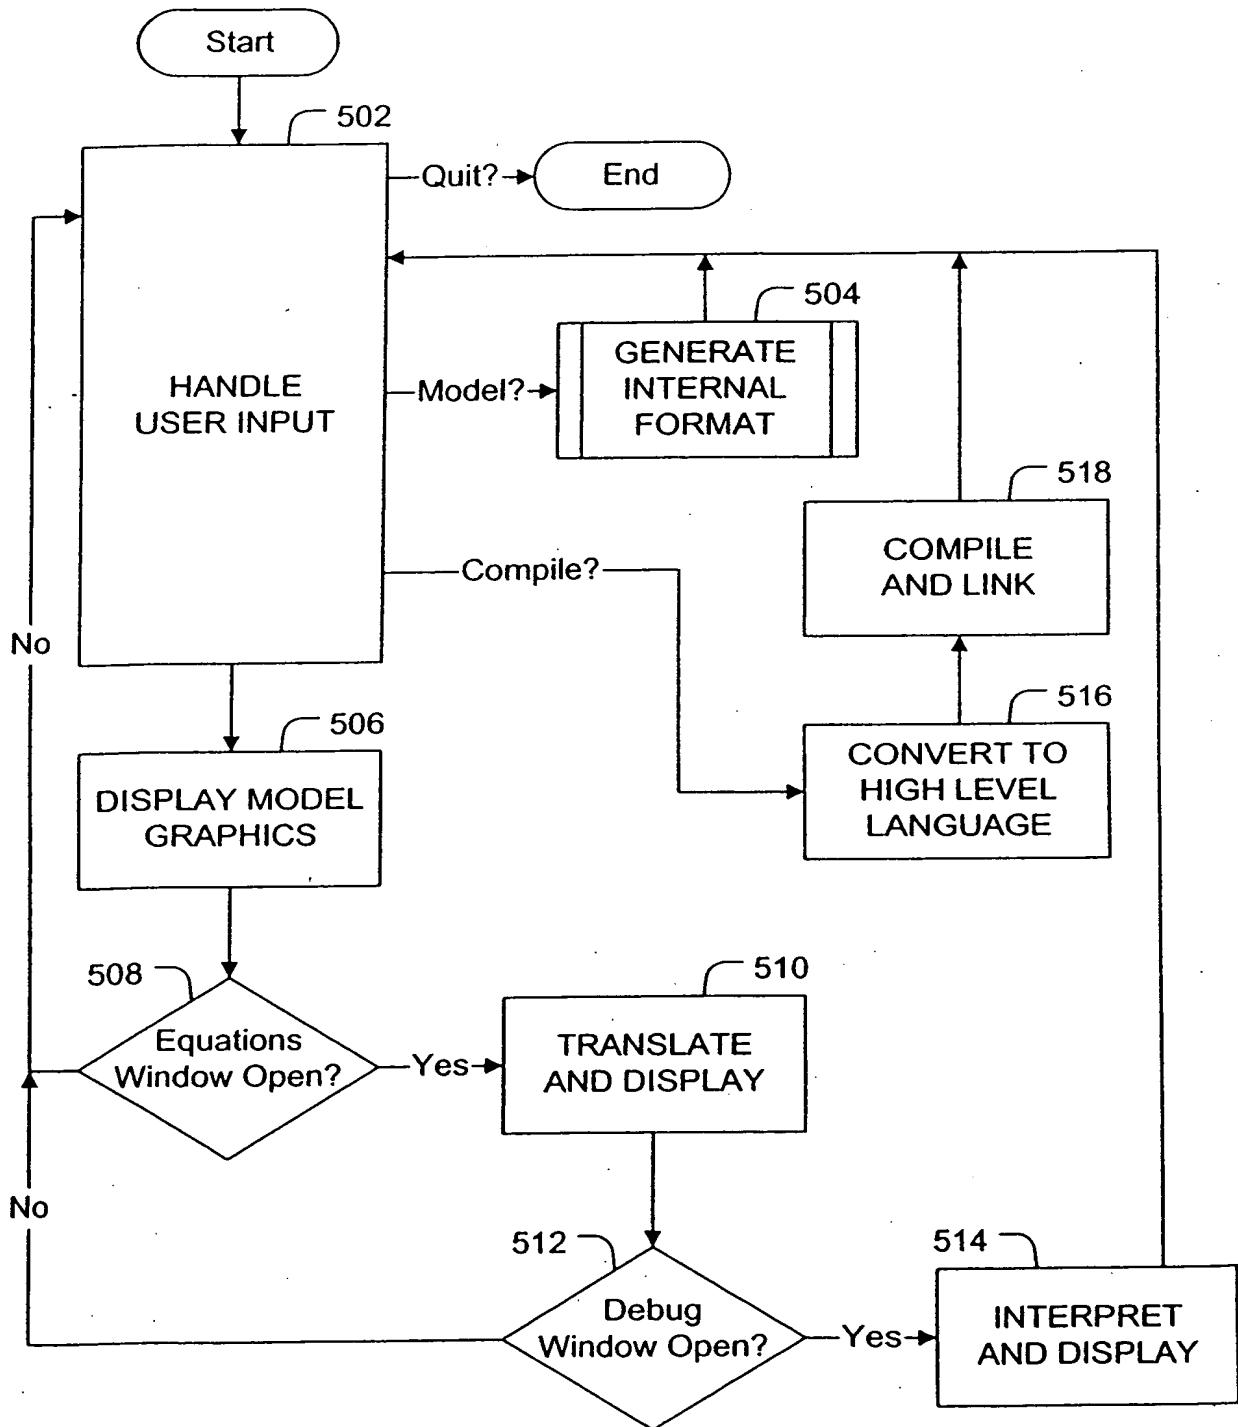 Start
502
Quit?
End
504
HANDLE
USER INPUT
Model?
GENERATE
INTERNAL
FORMAT
518
Compile?
COMPILE
AND LINK
No
506
516
DISPLAY MODEL
GRAPHICS
CONVERT TO
HIGH LEVEL
LANGUAGE
508
510
Equations
Window Open?
Yes
TRANSLATE
AND DISPLAY
No
512
514
Debug
Window Open?
Yes
INTERPRET
AND DISPLAY